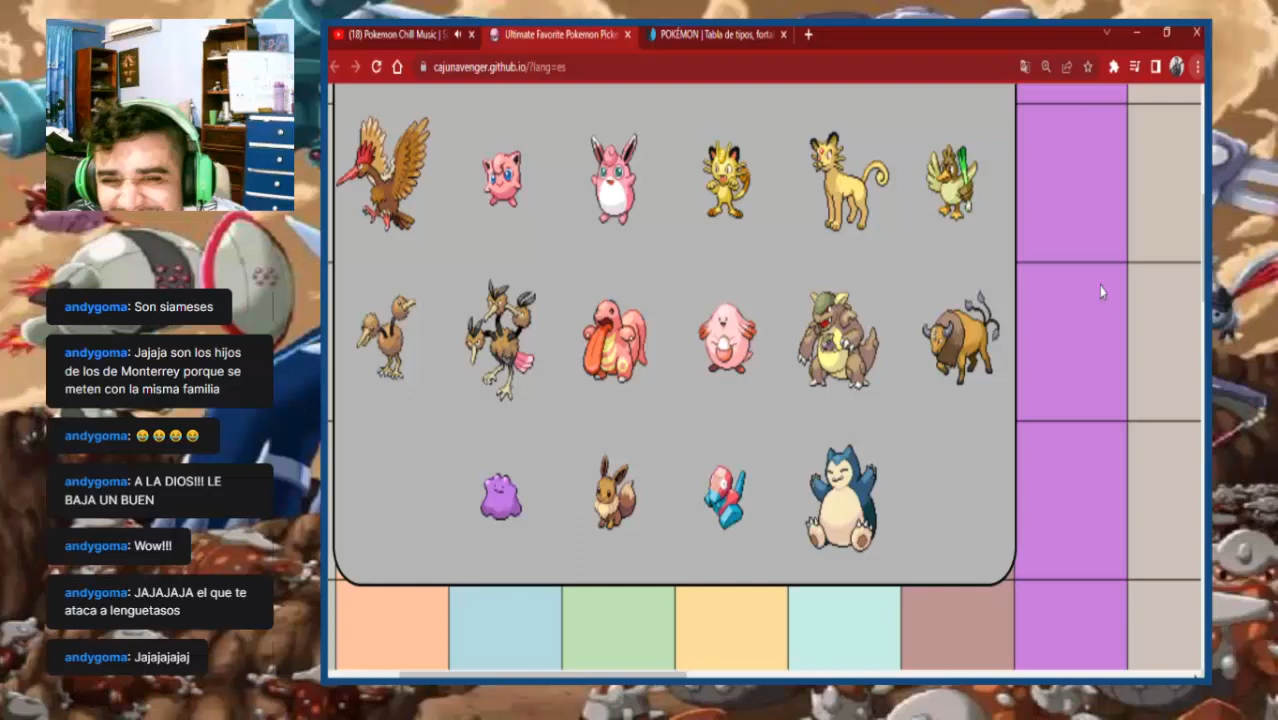 (18) Pokemon Chill Music | S
Ultimate Favorite Pokemon Picke
POKÉMON | Tabla de tipos, fortal
cajunavenger.github.io/?lang=es
andygoma: Son siameses
andygoma: Jajaja son los hijos
de los de Monterrey porque se
meten con la misma familia
andygoma: 😂😂😂😂
andygoma: A LA DIOS!!! LE
BAJA UN BUEN
andygoma: Wow!!!
andygoma: JAJAJAJA el que te
ataca a lenguetasos
andygoma: Jajajajajaj